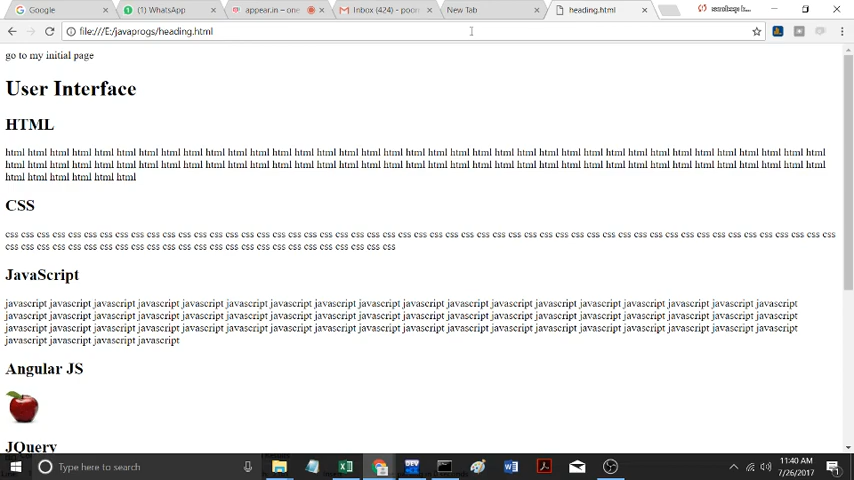 Google
(1) WhatsApp
appear.in – one
Inbox (424) - poor
New Tab
heading.html
file:///E:/javaprogs/heading.html
go to my initial page
User Interface
HTML
html html html html html html html html html html html html html html html html html html html html html html html html html html html html html html html html html html html html html
html html html html html html html html html html html html html html html html html html html html html html html html html html html html html html html html html html html html html
html html html html html html
CSS
css css css css css css css css css css css css css css css css css css css css css css css css css css css css css css css css css css css css css css css css css css css css css css css css css css css css css
css css css css css css css css css css css css css css css css css css css css css css css css css
JavaScript
javascript javascript javascript javascript javascript javascript javascript javascript javascript javascript javascript javascript javascript javascript javascript javascript javascript javascript
javascript javascript javascript javascript javascript javascript javascript javascript javascript javascript javascript javascript javascript javascript javascript javascript javascript javascript
javascript javascript javascript javascript javascript javascript javascript javascript javascript javascript javascript javascript javascript javascript javascript javascript javascript javascript
javascript javascript javascript javascript
Angular JS
JQuery
Type here to search
DEV
11:40 AM
7/26/2017